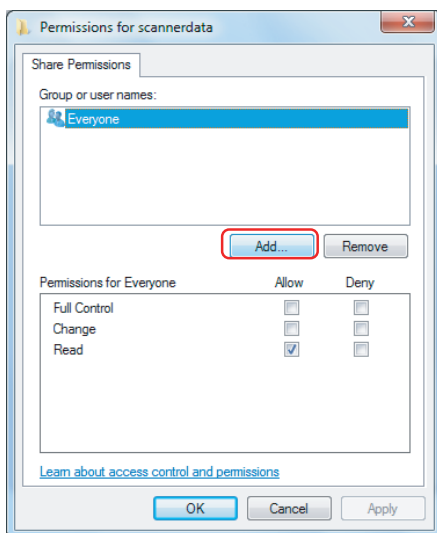 Permissions for scannerdata
Share Permissions
Group or user names:
Everyone
Add... Remove
Permissions for Everyone Allow Deny
Full Control
Change
Read
Learn about access control and permissions
OK Cancel Apply